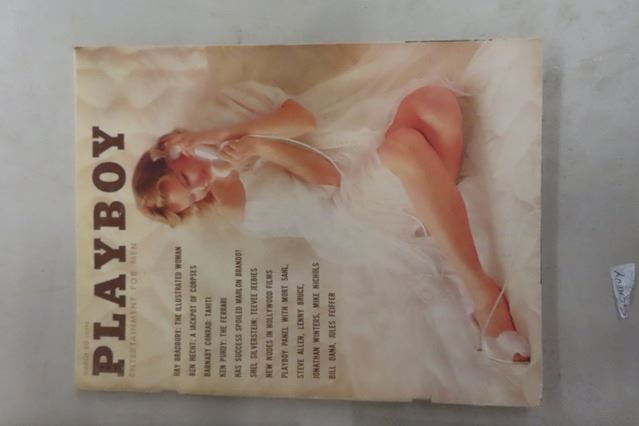 PLAYBOY
ENTERTAINMENT FOR MEN
RAY BRADBURY: THE ILLUSTRATED WOMAN
BEN HECHT: A JACKPOT OF CORPSES
BARNABY CONRAD: TAHITI
KEN PURDY: THE FERRARI
HAS SUCCESS SPOILED MARLON BRANDO?
SHEL SILVERSTEIN: TEEVEE JEEBIES
NEW NUDES IN HOLLYWOOD FILMS
PLAYBOY PANEL WITH MORT SAHL,
STEVE ALLEN, LENNY BRUCE,
JONATHAN WINTERS, MIKE NICHOLS
BILL DANA, JULES FEIFFER